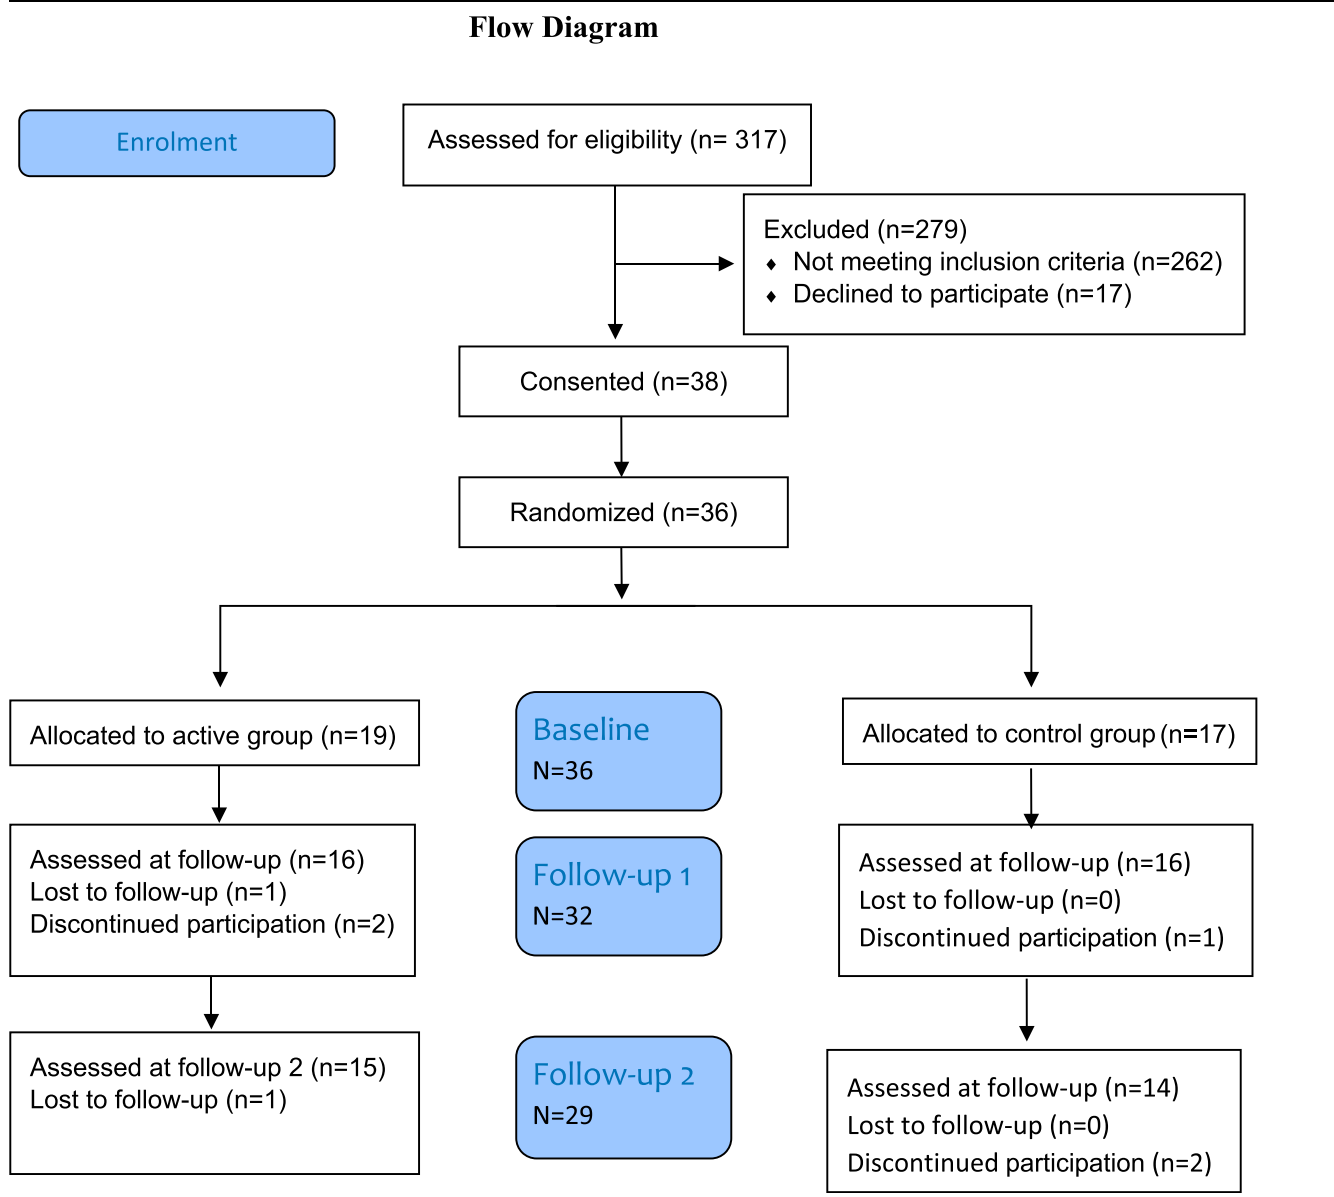 Flow Diagram
Enrolment
Assessed for eligibility (n= 317)
Excluded (n=279)
♦ Not meeting inclusion criteria (n=262)
♦ Declined to participate (n=17)
Consented (n=38)
Randomized (n=36)
Allocated to active group (n=19)
Baseline
N=36
Allocated to control group (n=17)
Assessed at follow-up (n=16)
Lost to follow-up (n=1)
Discontinued participation (n=2)
Follow-up 1
N=32
Assessed at follow-up (n=16)
Lost to follow-up (n=0)
Discontinued participation (n=1)
Assessed at follow-up 2 (n=15)
Lost to follow-up (n=1)
Follow-up 2
N=29
Assessed at follow-up (n=14)
Lost to follow-up (n=0)
Discontinued participation (n=2)